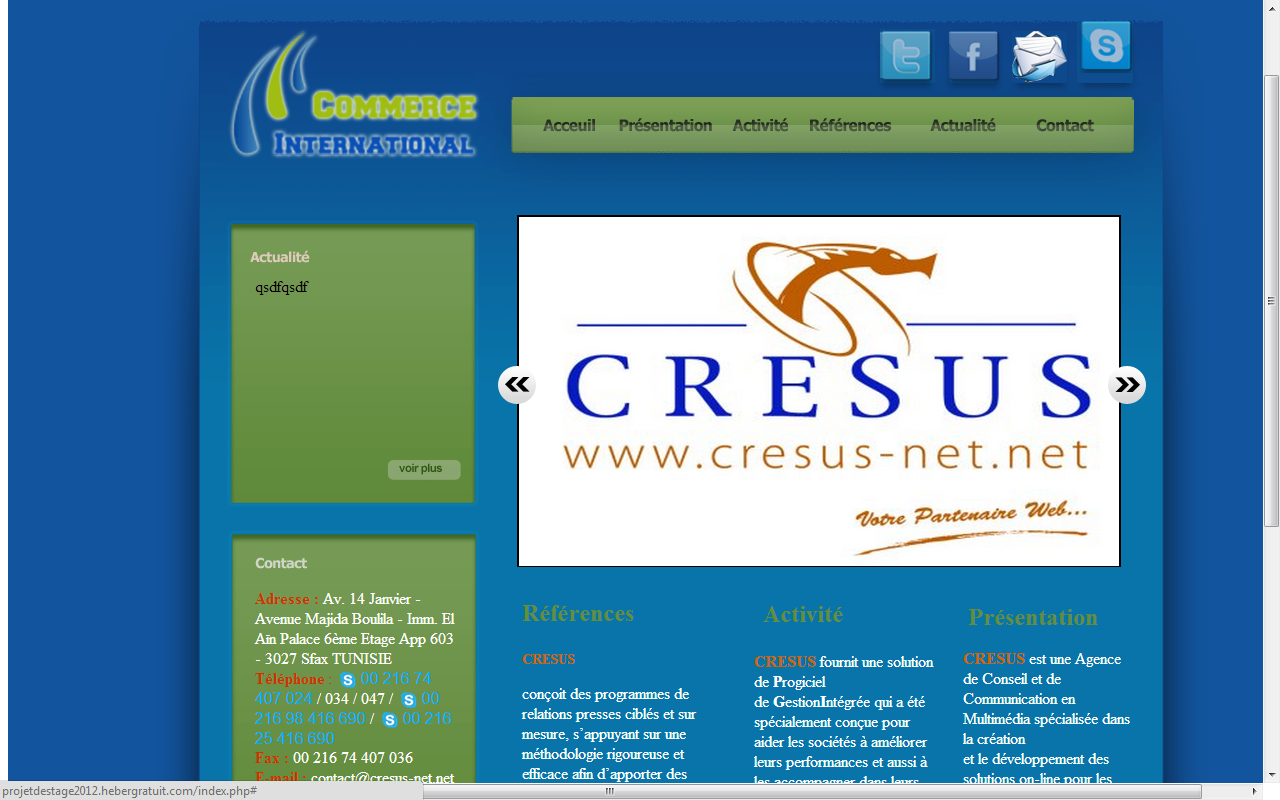 Commerce
International
Acceuil Présentation Activité Références Actualité Contact
Actualité
qsdfqsdf
voir plus
CRESUS
www.cresus-net.net
Votre Partenaire Web...
Contact
Adresse : Av. 14 Janvier -
Avenue Majida Boulila - Imm. El
Ain Palace 6ème Etage App 603
- 3027 Sfax TUNISIE
Téléphone : 00 216 74
407 024 / 034 / 047 / 00
216 98 416 690 / 00 216
25 416 690
Fax : 00 216 74 407 036
E-mail : contact@cresus-net.net
Références
CRESUS
conçoit des programmes de
relations presses ciblés et sur
mesure, s’appuyant sur une
méthodologie rigoureuse et
efficace afin d’apporter des
Activité
CRESUS fournit une solution
de Progiciel
de GestionIntégrée qui a été
spécialement conçue pour
aider les sociétés à améliorer
leurs performances et aussi à
les accompagner dans leurs
Présentation
CRESUS est une Agence
de Conseil et de
Communication en
Multimédia spécialisée dans
la création
et le développement des
solutions on-line pour les
projetdestage2012.hebergratuit.com/index.php#